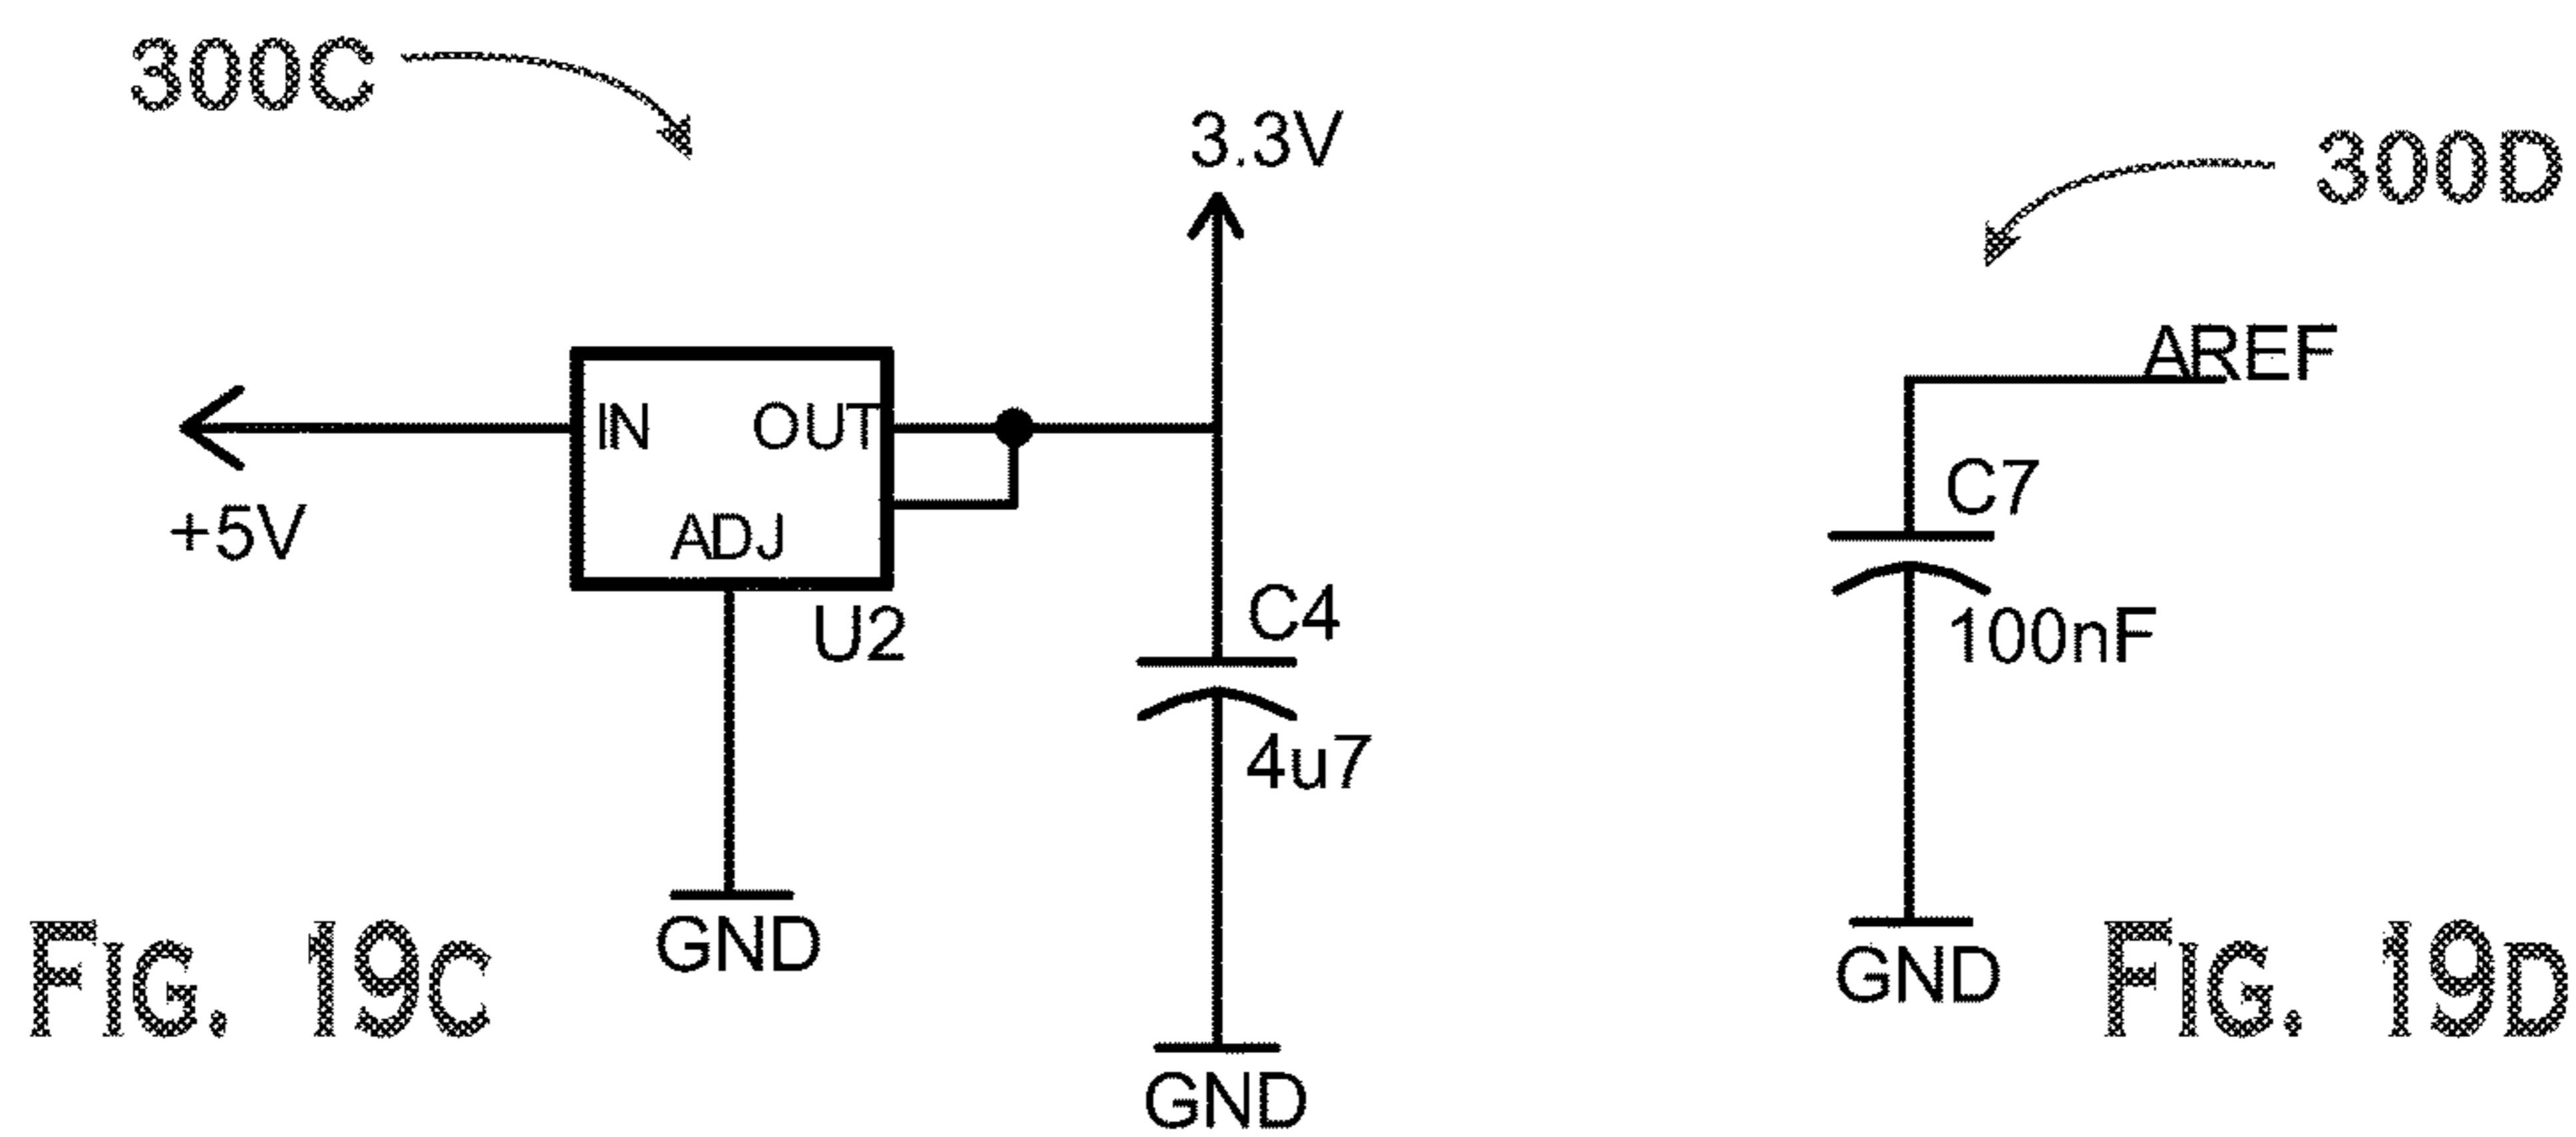 300C
3.3V
300D
AREF
IN
OUT
ADJ
+5V
U2
C4
4u7
C7
100nF
GND
GND
GND
FIG. 19C
FIG. 19D